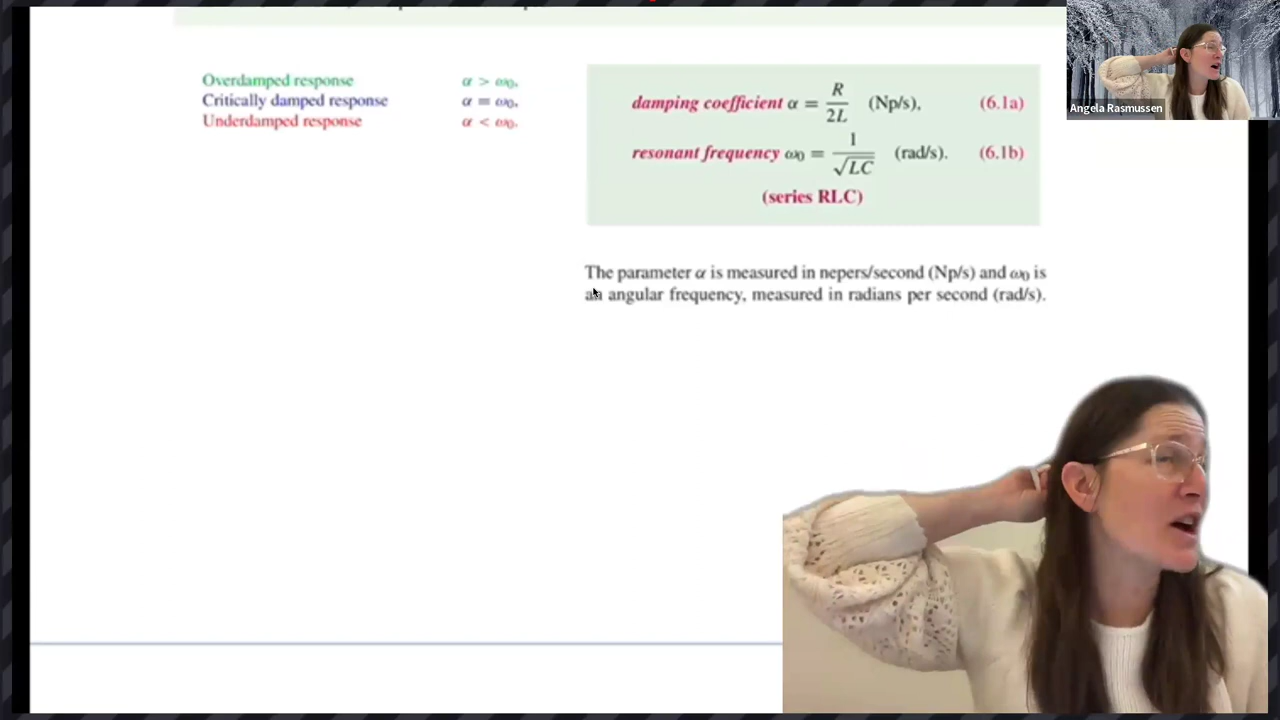 Overdamped response α > ω₀,
Critically damped response α = ω₀,
Underdamped response α < ω₀.
damping coefficient α = R/2L (Np/s), (6.1a)
resonant frequency ω₀ = 1/√LC (rad/s). (6.1b)
(series RLC)
The parameter α is measured in nepers/second (Np/s) and ω₀ is
an angular frequency, measured in radians per second (rad/s).
Angela Rasmussen